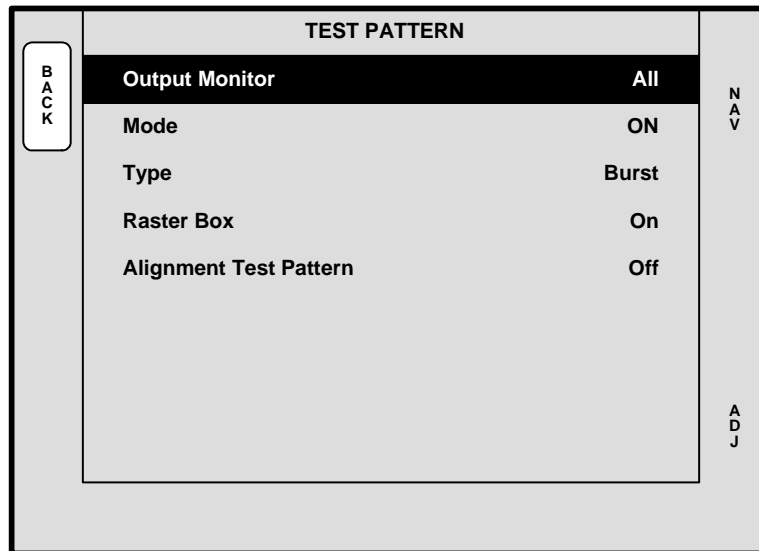 TEST PATTERN
BACK
Output Monitor All
Mode ON
Type Burst
Raster Box On
Alignment Test Pattern Off
NAV
ADJ